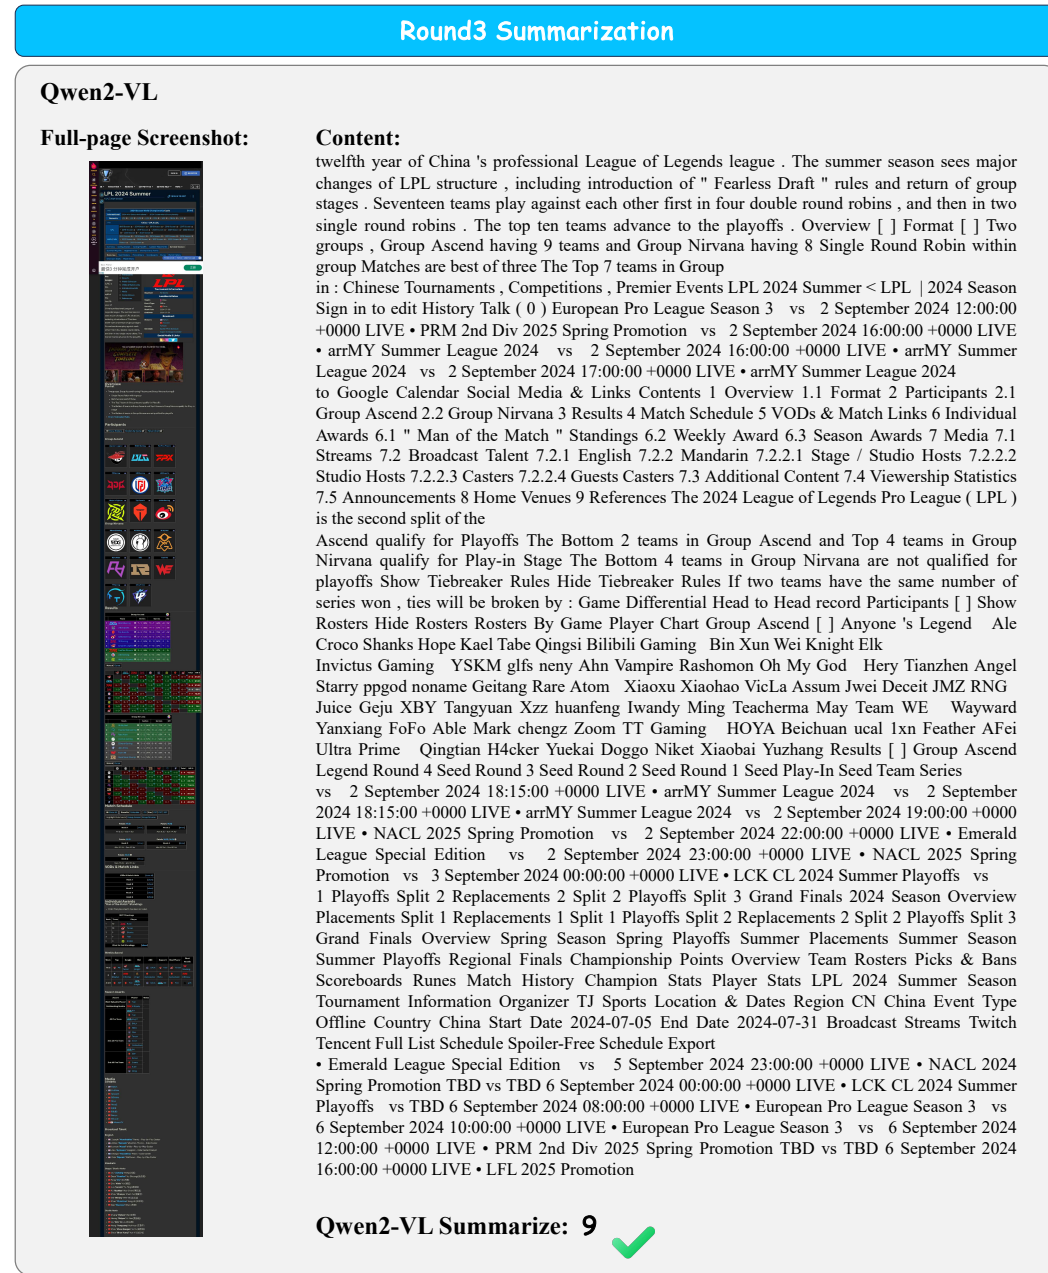 Round3 Summarization
Qwen2-VL
Full-page Screenshot:
Content:
LPL 2024 Summer
LPL
Overview
Participants
Results
Match Schedule
Media
twelfth year of China 's professional League of Legends league . The summer season sees major
changes of LPL structure , including introduction of " Fearless Draft " rules and return of group
stages . Seventeen teams play against each other first in four double round robins , and then in two
single round robins . The top ten teams advance to the playoffs . Overview [ ] Format [ ] Two
groups , Group Ascend having 9 teams and Group Nirvana having 8 Single Round Robin within
group Matches are best of three The Top 7 teams in Group
in : Chinese Tournaments , Competitions , Premier Events LPL 2024 Summer < LPL | 2024 Season
Sign in to edit History Talk ( 0 ) European Pro League Season 3 vs 2 September 2024 12:00:00
+0000 LIVE • PRM 2nd Div 2025 Spring Promotion vs 2 September 2024 16:00:00 +0000 LIVE
• arrMY Summer League 2024 vs 2 September 2024 16:00:00 +0000 LIVE • arrMY Summer
League 2024 vs 2 September 2024 17:00:00 +0000 LIVE • arrMY Summer League 2024
to Google Calendar Social Media & Links Contents 1 Overview 1.1 Format 2 Participants 2.1
Group Ascend 2.2 Group Nirvana 3 Results 4 Match Schedule 5 VODs & Match Links 6 Individual
Awards 6.1 " Man of the Match " Standings 6.2 Weekly Award 6.3 Season Awards 7 Media 7.1
Streams 7.2 Broadcast Talent 7.2.1 English 7.2.2 Mandarin 7.2.2.1 Stage / Studio Hosts 7.2.2.2
Studio Hosts 7.2.2.3 Casters 7.2.2.4 Guests Casters 7.3 Additional Content 7.4 Viewership Statistics
7.5 Announcements 8 Home Venues 9 References The 2024 League of Legends Pro League ( LPL )
is the second split of the
Ascend qualify for Playoffs The Bottom 2 teams in Group Ascend and Top 4 teams in Group
Nirvana qualify for Play-in Stage The Bottom 4 teams in Group Nirvana are not qualified for
playoffs Show Tiebreaker Rules Hide Tiebreaker Rules If two teams have the same number of
series won , ties will be broken by : Game Differential Head to Head record Participants [ ] Show
Rosters Hide Rosters Rosters By Game Player Chart Group Ascend [ ] Anyone 's Legend Ale
Croco Shanks Hope Kael Tabe Qingsi Bilibili Gaming Bin Xun Wei Knight Elk
Invictus Gaming YSKM glfs neny Ahn Vampire Rashomon Oh My God Hery Tianzhen Angel
Starry ppgod noname Geitang Rare Atom Xiaoxu Xiaohao VicLa Assum Jwei Deceit JMZ RNG
Juice Geju XBY Tangyuan Xzz huanfeng Iwandy Ming Teacherma May Team WE Wayward
Yanxiang FoFo Able Mark chengz Zoom TT Gaming HOYA Beichuan ucal 1xn Feather AFei
Ultra Prime Qingtian H4cker Yuekai Doggo Niket Xiaobai Yuzhang Results [ ] Group Ascend
Legend Round 4 Seed Round 3 Seed Round 2 Seed Round 1 Seed Play-In Seed Team Series
vs 2 September 2024 18:15:00 +0000 LIVE • arrMY Summer League 2024 vs 2 September
2024 18:15:00 +0000 LIVE • arrMY Summer League 2024 vs 2 September 2024 19:00:00 +0000
LIVE • NACL 2025 Spring Promotion vs 2 September 2024 22:00:00 +0000 LIVE • Emerald
League Special Edition vs 2 September 2024 23:00:00 +0000 LIVE • NACL 2025 Spring
Promotion vs 3 September 2024 00:00:00 +0000 LIVE • LCK CL 2024 Summer Playoffs vs
1 Playoffs Split 2 Replacements 2 Split 2 Playoffs Split 3 Grand Finals 2024 Season Overview
Placements Split 1 Replacements 1 Split 1 Playoffs Split 2 Replacements 2 Split 2 Playoffs Split 3
Grand Finals Overview Spring Season Spring Playoffs Summer Placements Summer Season
Summer Playoffs Regional Finals Championship Points Overview Team Rosters Picks & Bans
Scoreboards Runes Match History Champion Stats Player Stats LPL 2024 Summer Season
Tournament Information Organizer TJ Sports Location & Dates Region CN China Event Type
Offline Country China Start Date 2024-07-05 End Date 2024-07-31 Broadcast Streams Twitch
Tencent Full List Schedule Spoiler-Free Schedule Export
• Emerald League Special Edition vs 5 September 2024 23:00:00 +0000 LIVE • NACL 2024
Spring Promotion TBD vs TBD 6 September 2024 00:00:00 +0000 LIVE • LCK CL 2024 Summer
Playoffs vs TBD 6 September 2024 08:00:00 +0000 LIVE • European Pro League Season 3 vs
6 September 2024 10:00:00 +0000 LIVE • European Pro League Season 3 vs 6 September 2024
12:00:00 +0000 LIVE • PRM 2nd Div 2025 Spring Promotion TBD vs TBD 6 September 2024
16:00:00 +0000 LIVE • LFL 2025 Promotion
Qwen2-VL Summarize: 9